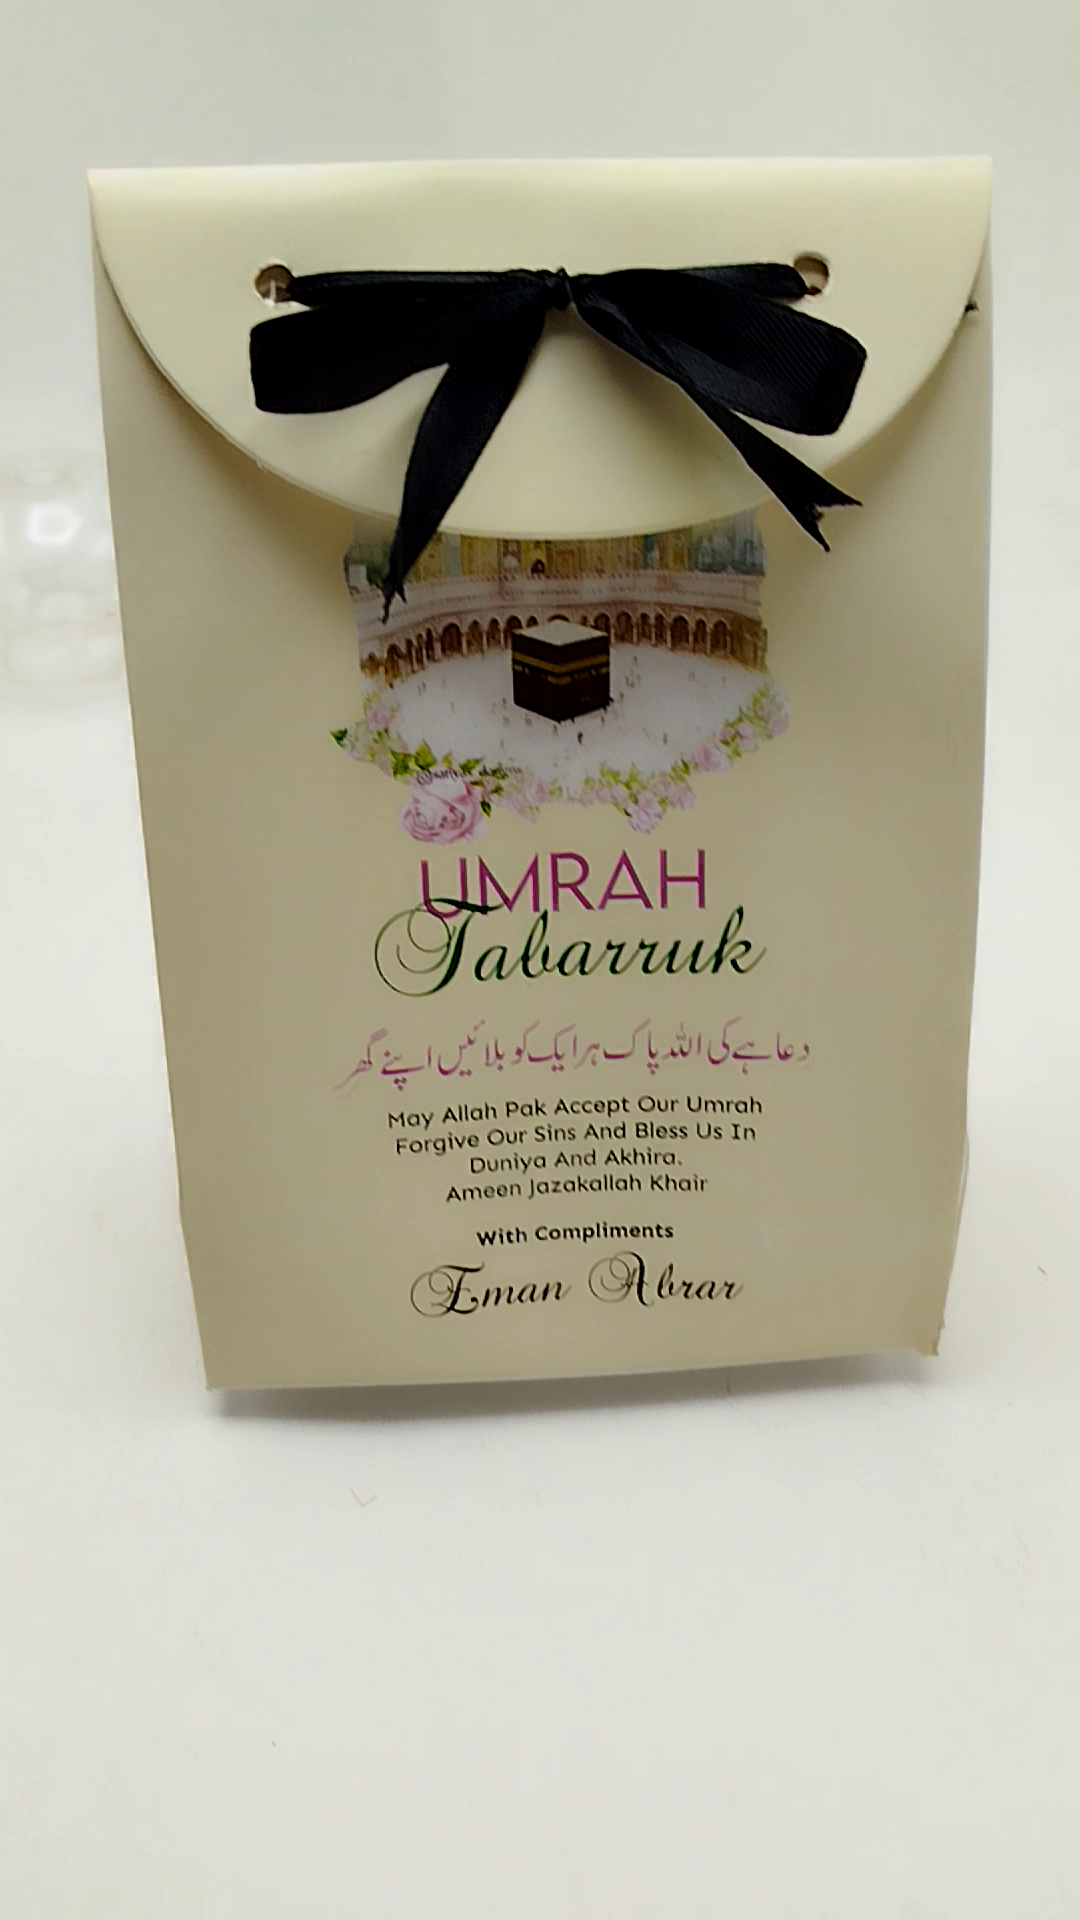 UMRAH
Tabarruk
دعا ہے کی اللہ پاک ہر ایک کو بلائیں اپنے گھر
May Allah Pak Accept Our Umrah
Forgive Our Sins And Bless Us In
Duniya And Akhira.
Ameen Jazakallah Khair
With Compliments
Eman Abrar